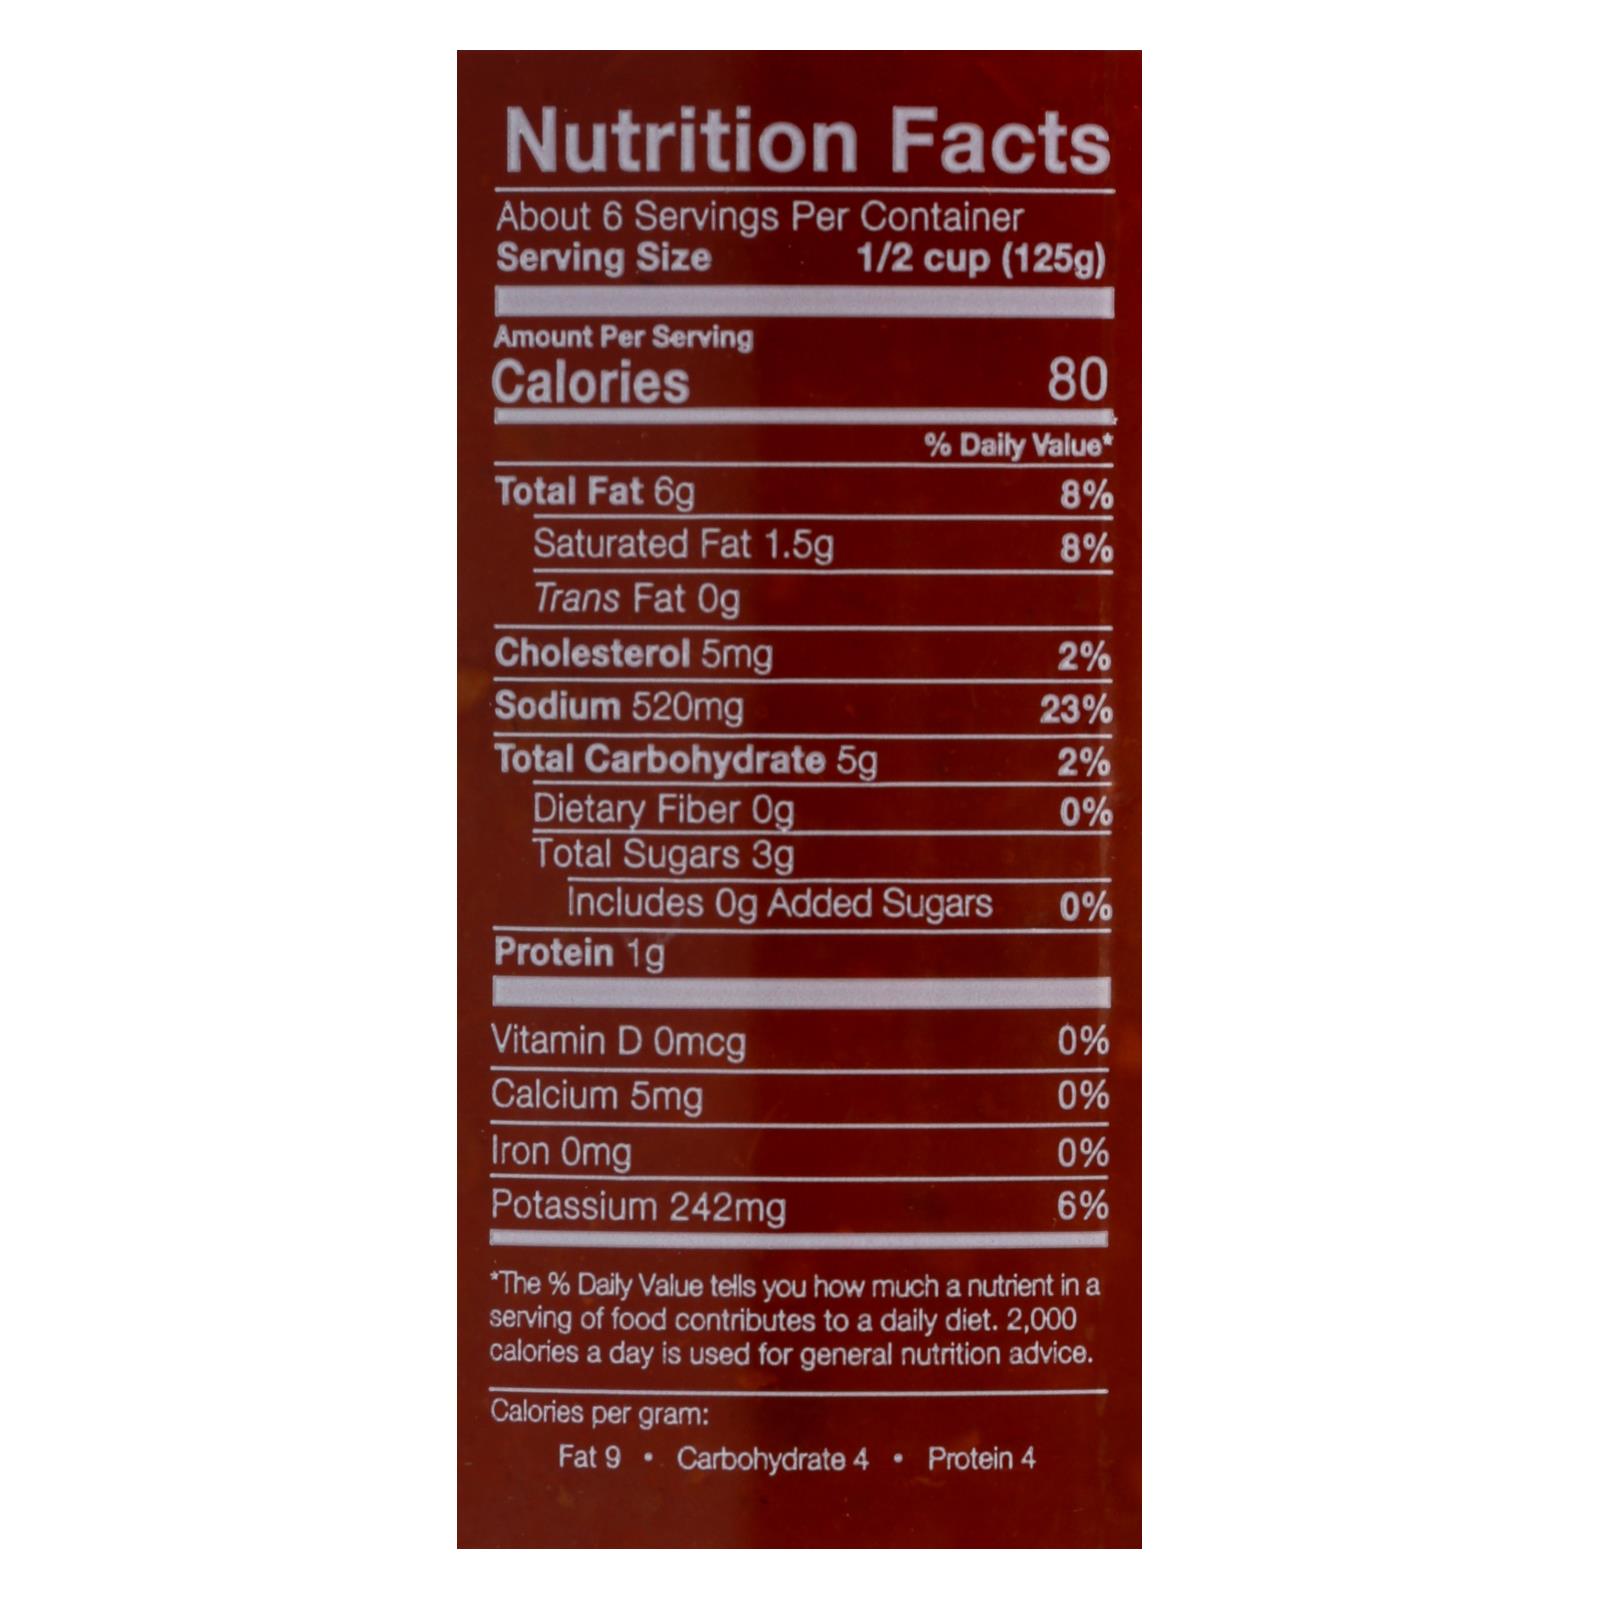 Nutrition Facts
About 6 Servings Per Container
Serving Size 1/2 cup (125g)
Amount Per Serving
Calories 80
% Daily Value*
Total Fat 6g 8%
Saturated Fat 1.5g 8%
Trans Fat 0g
Cholesterol 5mg 2%
Sodium 520mg 23%
Total Carbohydrate 5g 2%
Dietary Fiber 0g 0%
Total Sugars 3g
Includes 0g Added Sugars 0%
Protein 1g
Vitamin D 0mcg 0%
Calcium 5mg 0%
Iron 0mg 0%
Potassium 242mg 6%
*The % Daily Value tells you how much a nutrient in a
serving of food contributes to a daily diet. 2,000
calories a day is used for general nutrition advice.
Calories per gram:
Fat 9 • Carbohydrate 4 • Protein 4